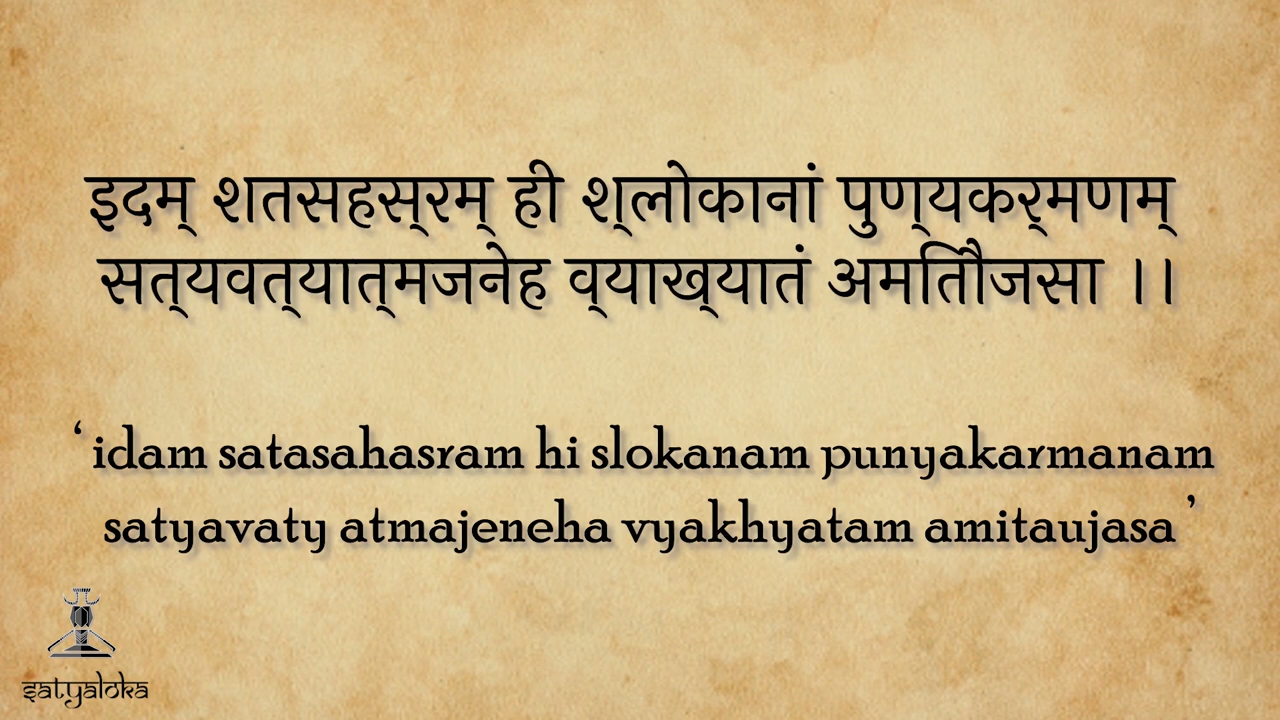 इदम् शतसहस्‌रम् ही श्‌लोकानां पुण्‌यकर्‌मणम्
सत्‌यवत्‌यात्‌मजनेह व्‌याख्‌यातं अमतिौजसा ।।
‘ idam satasahasram hi slokanam punyakarmanam
satyavaty atmajeneha vyakhyatam amitaujasa ’
satyaloka